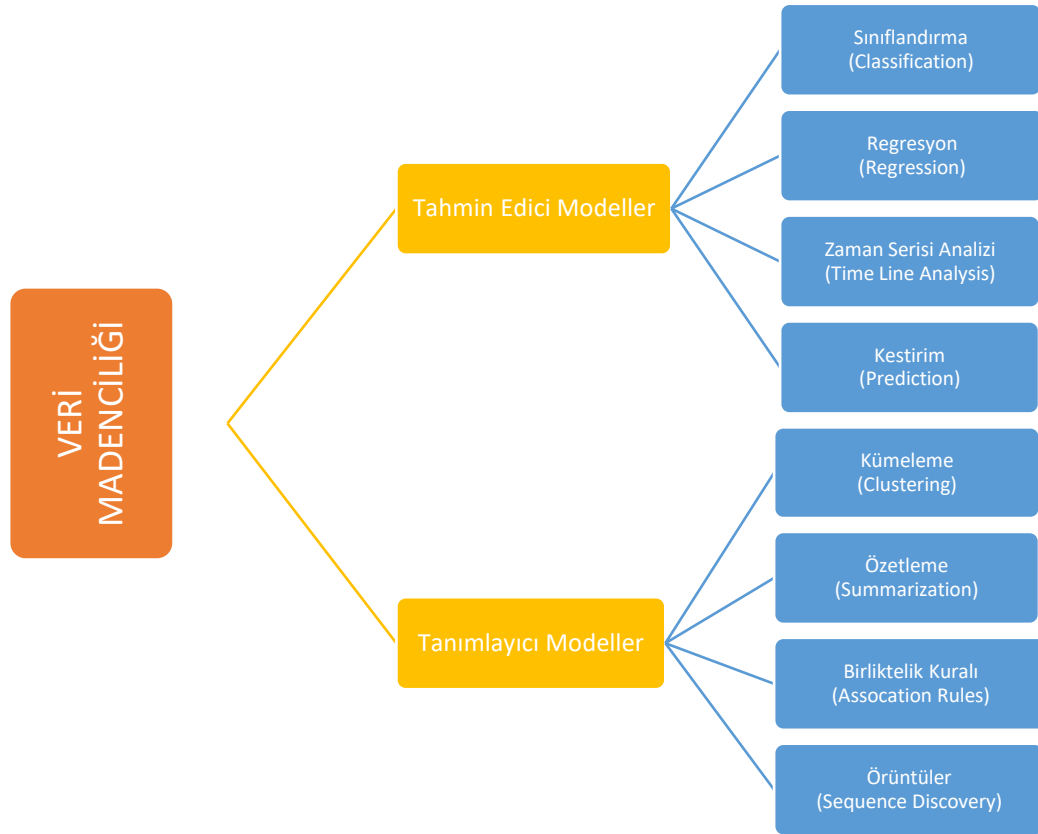 VERİ
MADENCİLİĞİ
Tahmin Edici Modeller
Sınıflandırma
(Classification)
Regresyon
(Regression)
Zaman Serisi Analizi
(Time Line Analysis)
Kestirim
(Prediction)
Tanımlayıcı Modeller
Kümeleme
(Clustering)
Özetleme
(Summarization)
Birliktelik Kuralı
(Assocation Rules)
Örüntüler
(Sequence Discovery)